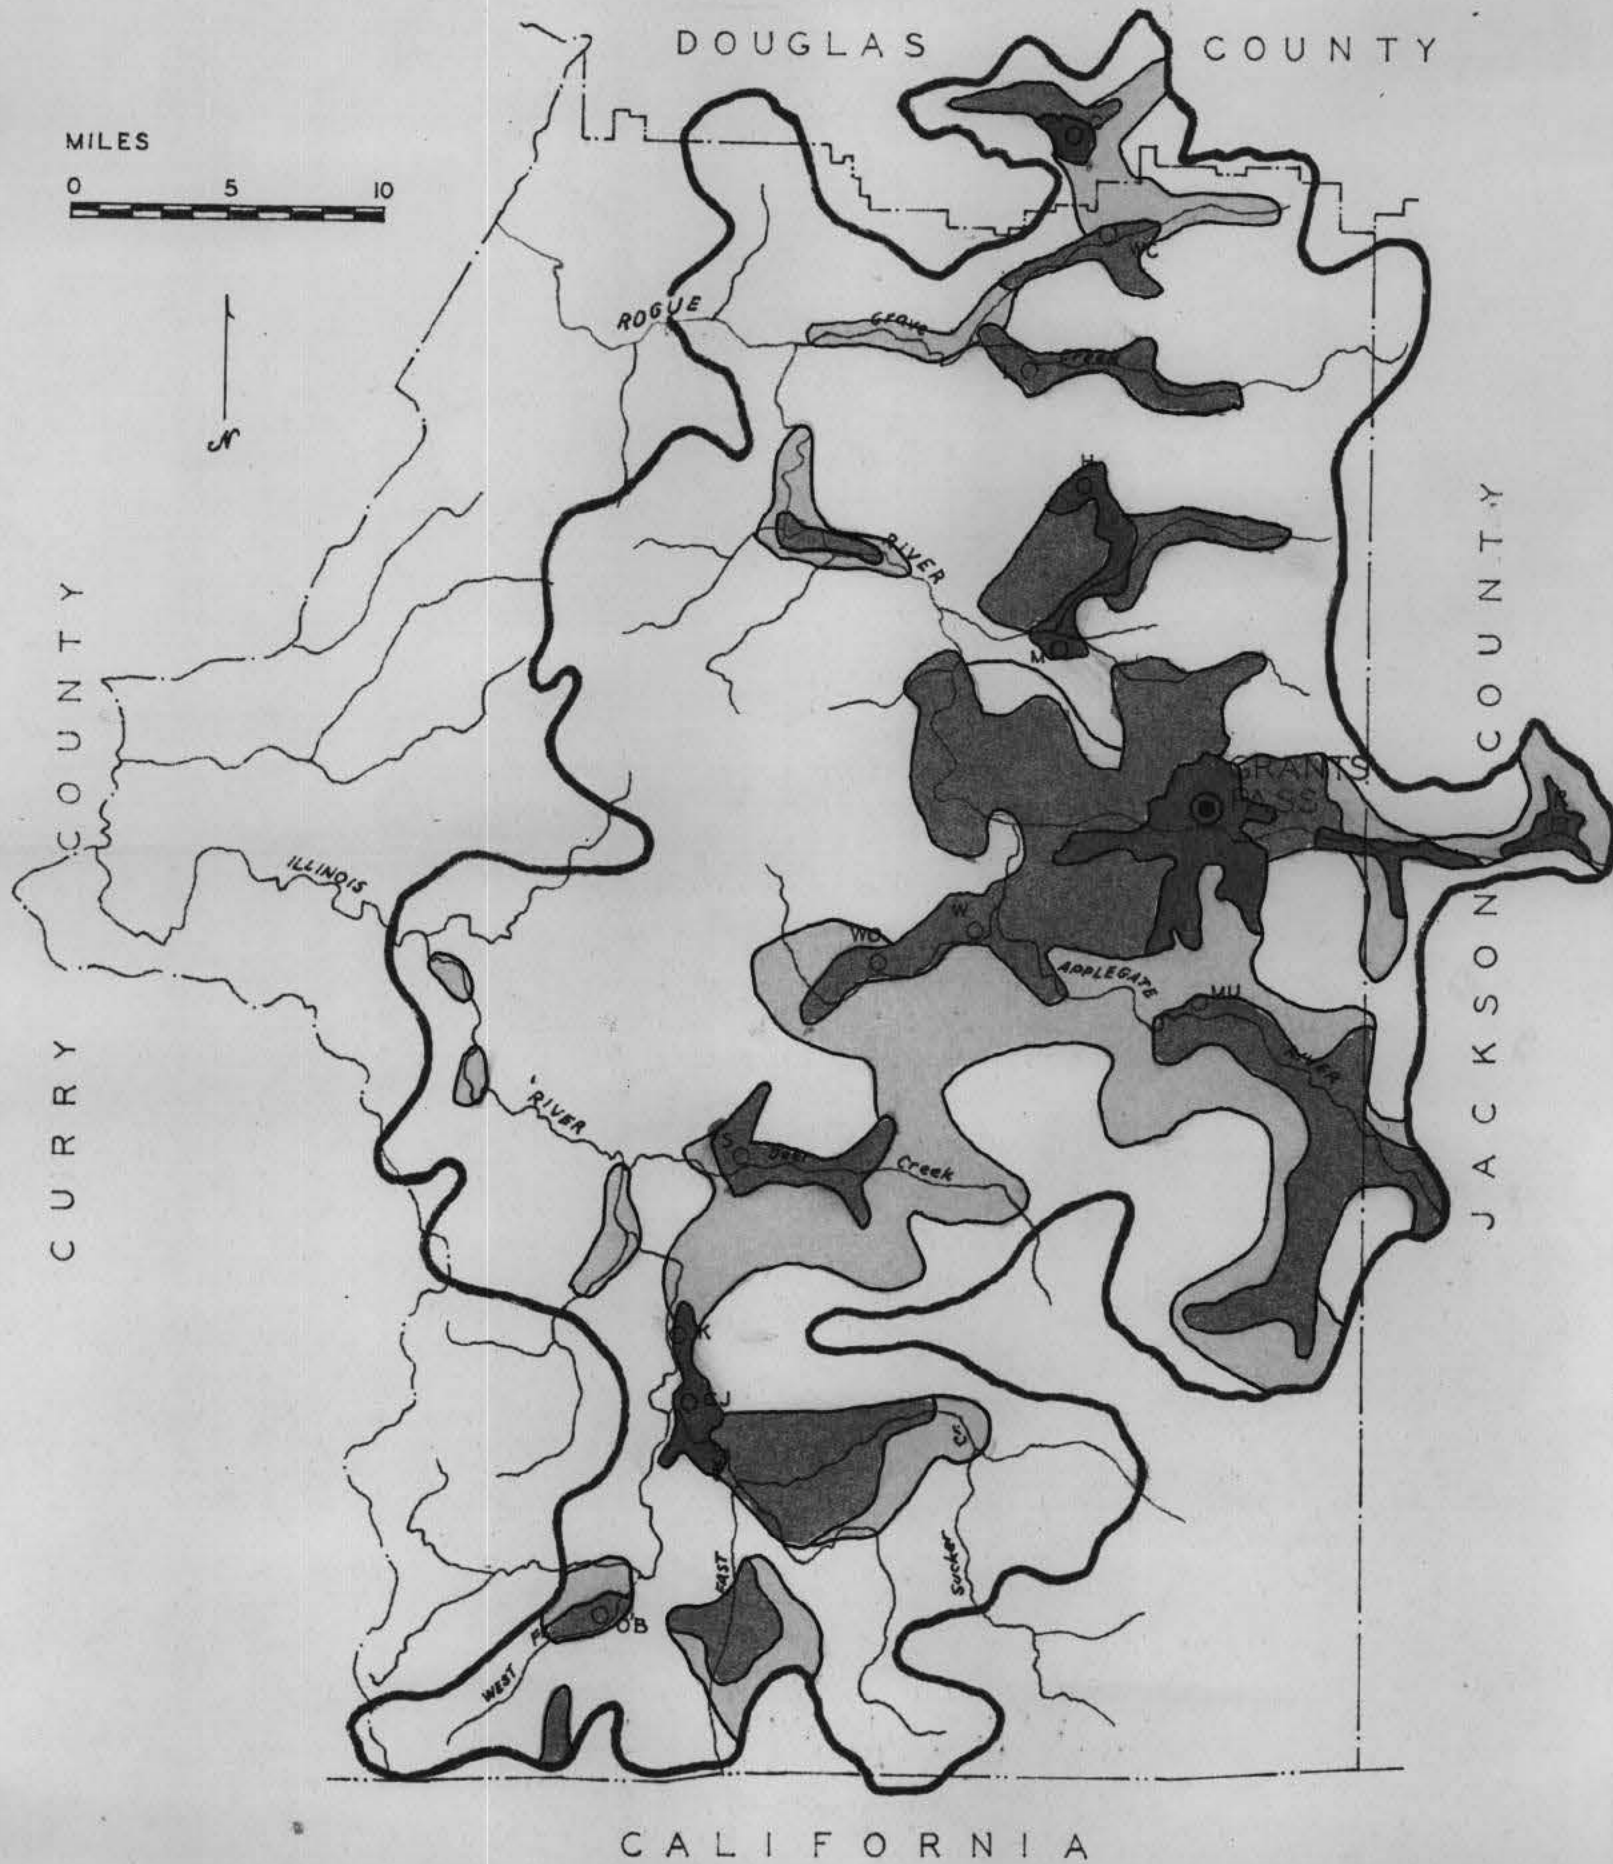 DOUGLAS COUNTY
MILES
0 5 10
N
WC
ROGUE
Grave
Creek
H
RIVER
M
COUNTY
COUNTY
GRANTS
PASS
R
ILLINOIS
W
WO
APPLEGATE
MU
RIVER
JACKSON
CURRY
RIVER
S
Deer
Creek
K
CJ
Cr.
EAST
Sucker
OB
WEST
CALIFORNIA